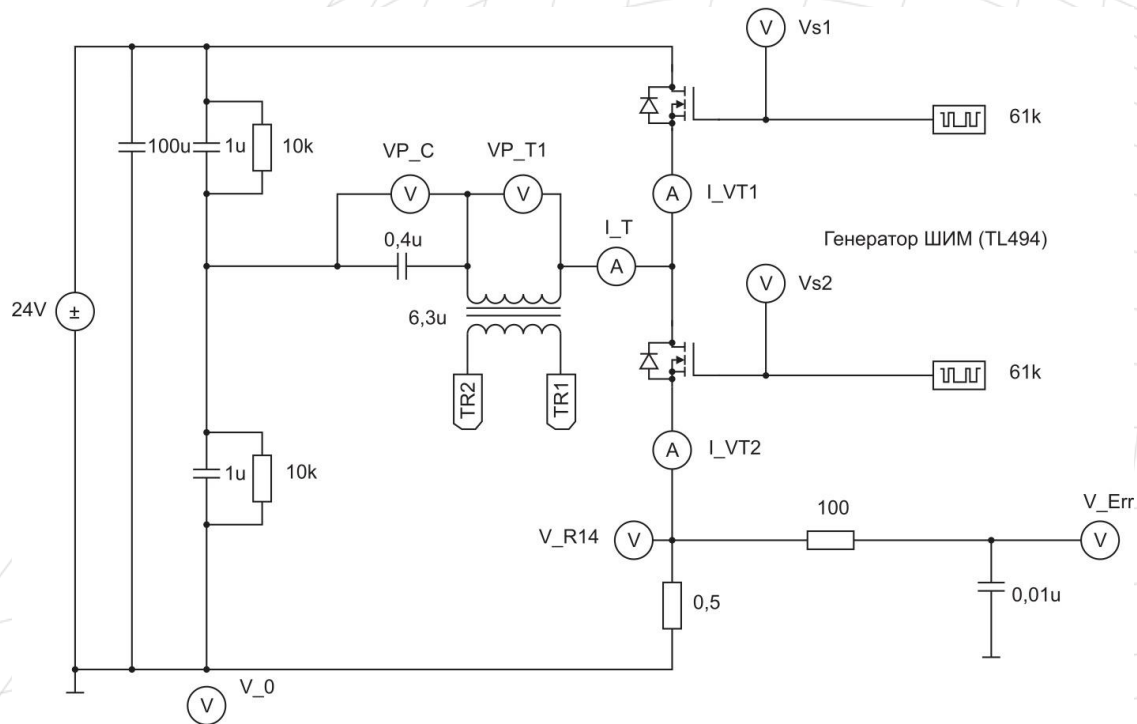 V
Vs1
61k
100u
1u
10k
VP_C
VP_T1
V
V
A
I_VT1
I_T
0,4u
A
Генератор ШИМ (TL494)
V
Vs2
24V
±
6,3u
61k
TR2
TR1
A
I_VT2
1u
10k
100
V_Err
V_R14
V
V
0,5
0,01u
V_0
V